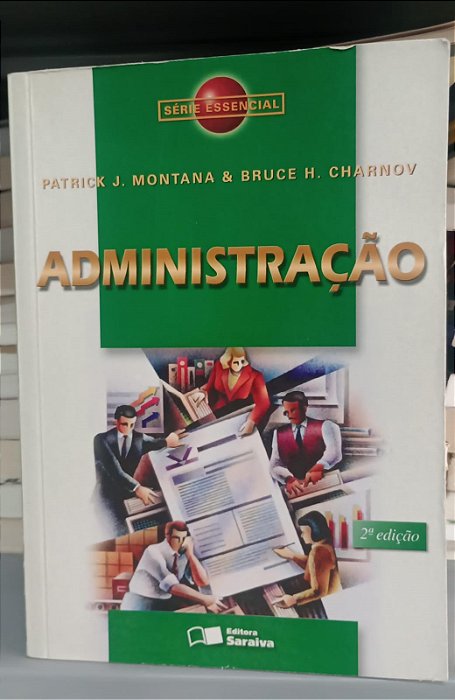 SÉRIE ESSENCIAL
PATRICK J. MONTANA & BRUCE H. CHARNOV
ADMINISTRAÇÃO
2ª edição
Editora
Saraiva